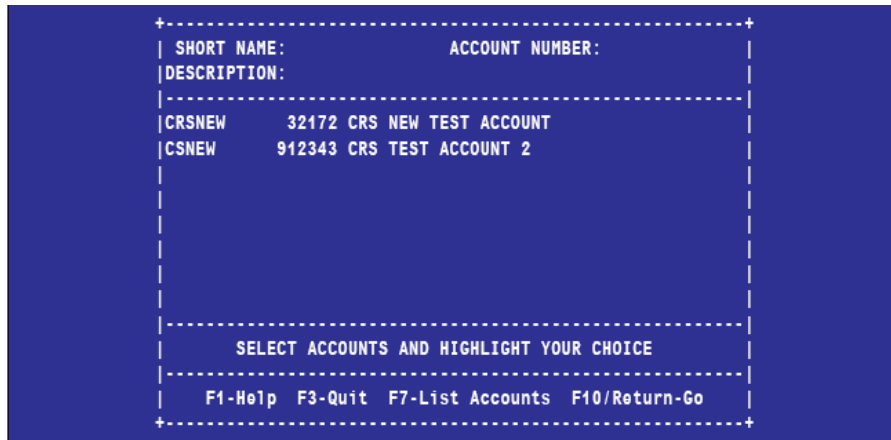 SHORT NAME: ACCOUNT NUMBER:
DESCRIPTION:
CRSNEW 32172 CRS NEW TEST ACCOUNT
CSNEW 912343 CRS TEST ACCOUNT 2
SELECT ACCOUNTS AND HIGHLIGHT YOUR CHOICE
F1-Help F3-Quit F7-List Accounts F10/Return-Go